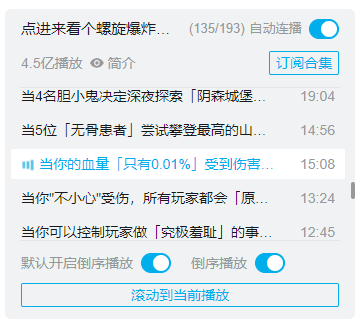 点进来看个螺旋爆炸… (135/193) 自动连播
4.5亿播放 简介 订阅合集
当4名胆小鬼决定深夜探索「阴森城堡… 19:04
当5位「无骨患者」尝试攀登最高的山… 14:56
当你的血量「只有0.01%」受到伤害… 15:08
当你"不小心"受伤，所有玩家都会「原… 13:24
当你可以控制玩家做「究极羞耻」的事… 12:45
默认开启倒序播放 倒序播放
滚动到当前播放